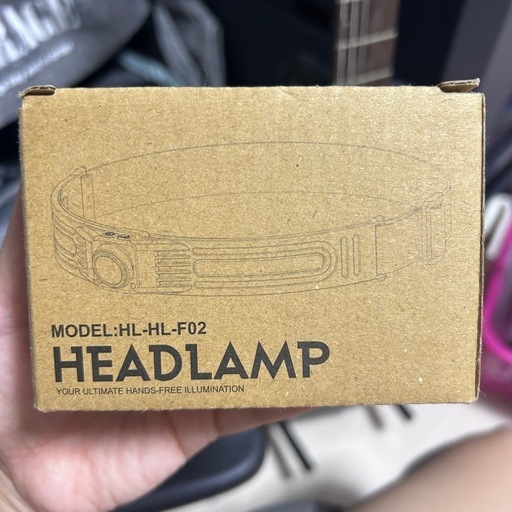 MODEL:HL-HL-F02
HEADLAMP
YOUR ULTIMATE HANDS-FREE ILLUMINATION